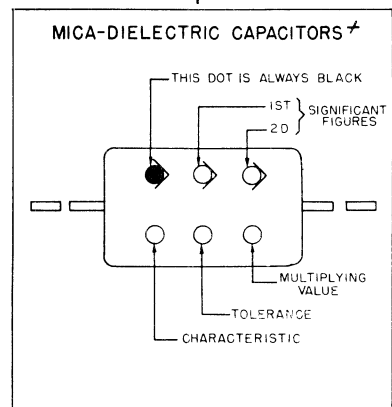 MICA-DIELECTRIC CAPACITORS+
THIS DOT IS ALWAYS BLACK
1ST
2D
SIGNIFICANT
FIGURES
MULTIPLYING
VALUE
TOLERANCE
CHARACTERISTIC